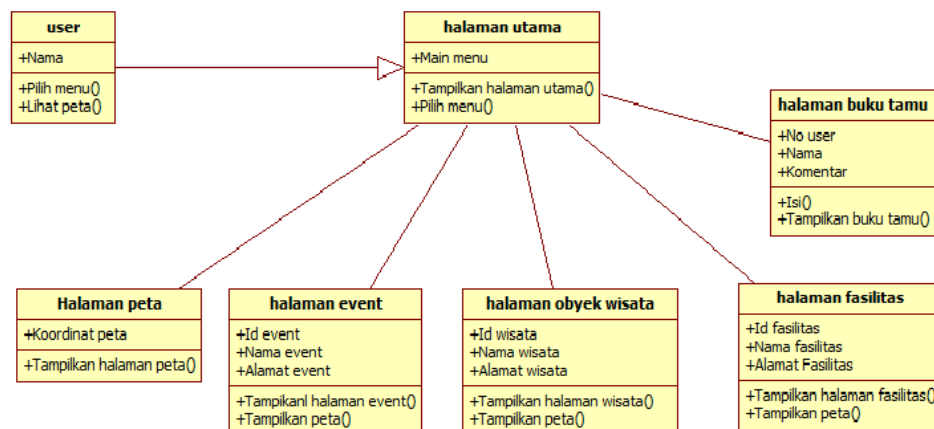 user
+Nama
+Pilih menu()
+Lihat peta()
halaman utama
+Main menu
+Tampilkan halaman utama()
+Pilih menu()
halaman buku tamu
+No user
+Nama
+Komentar
+Isi()
+Tampilkan buku tamu()
Halaman peta
+Koordinat peta
+Tampilkan halaman peta()
halaman event
+Id event
+Nama event
+Alamat event
+Tampikanl halaman event()
+Tampilkan peta()
halaman obyek wisata
+Id wisata
+Nama wisata
+Alamat wisata
+Tampilkan halaman wisata()
+Tampilkan peta()
halaman fasilitas
+Id fasilitas
+Nama fasilitas
+Alamat Fasilitas
+Tampilkan halaman fasilitas()
+Tampilkan peta()